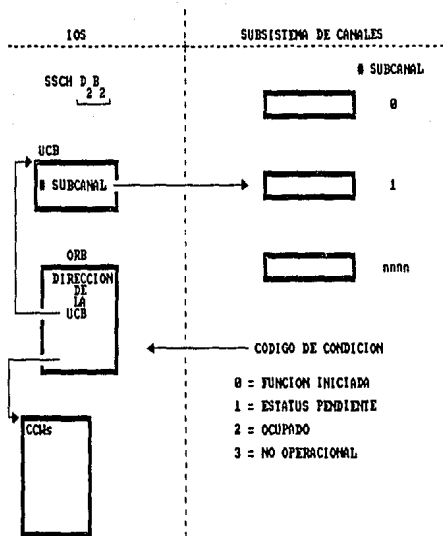 IOS
SUBSISTEMA DE CANALES
# SUBCANAL
SSCH D B
2 2
0
UCB
# SUBCANAL
1
ORB
DIRECCION
DE
LA
UCB
nnnn
CODIGO DE CONDICION
0 = FUNCION INICIADA
1 = ESTATUS PENDIENTE
2 = OCUPADO
3 = NO OPERACIONAL
CCWs